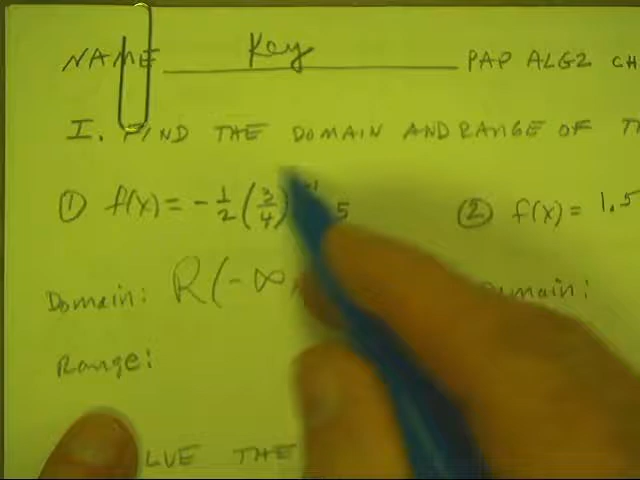 NAME Key PAP ALG2 CH
I. FIND THE DOMAIN AND RANGE OF
① f(x) = -1/2 (3/4) 5 ② f(x) = 1.5
Domain: R (-∞, Domain:
Range:
LVE THE